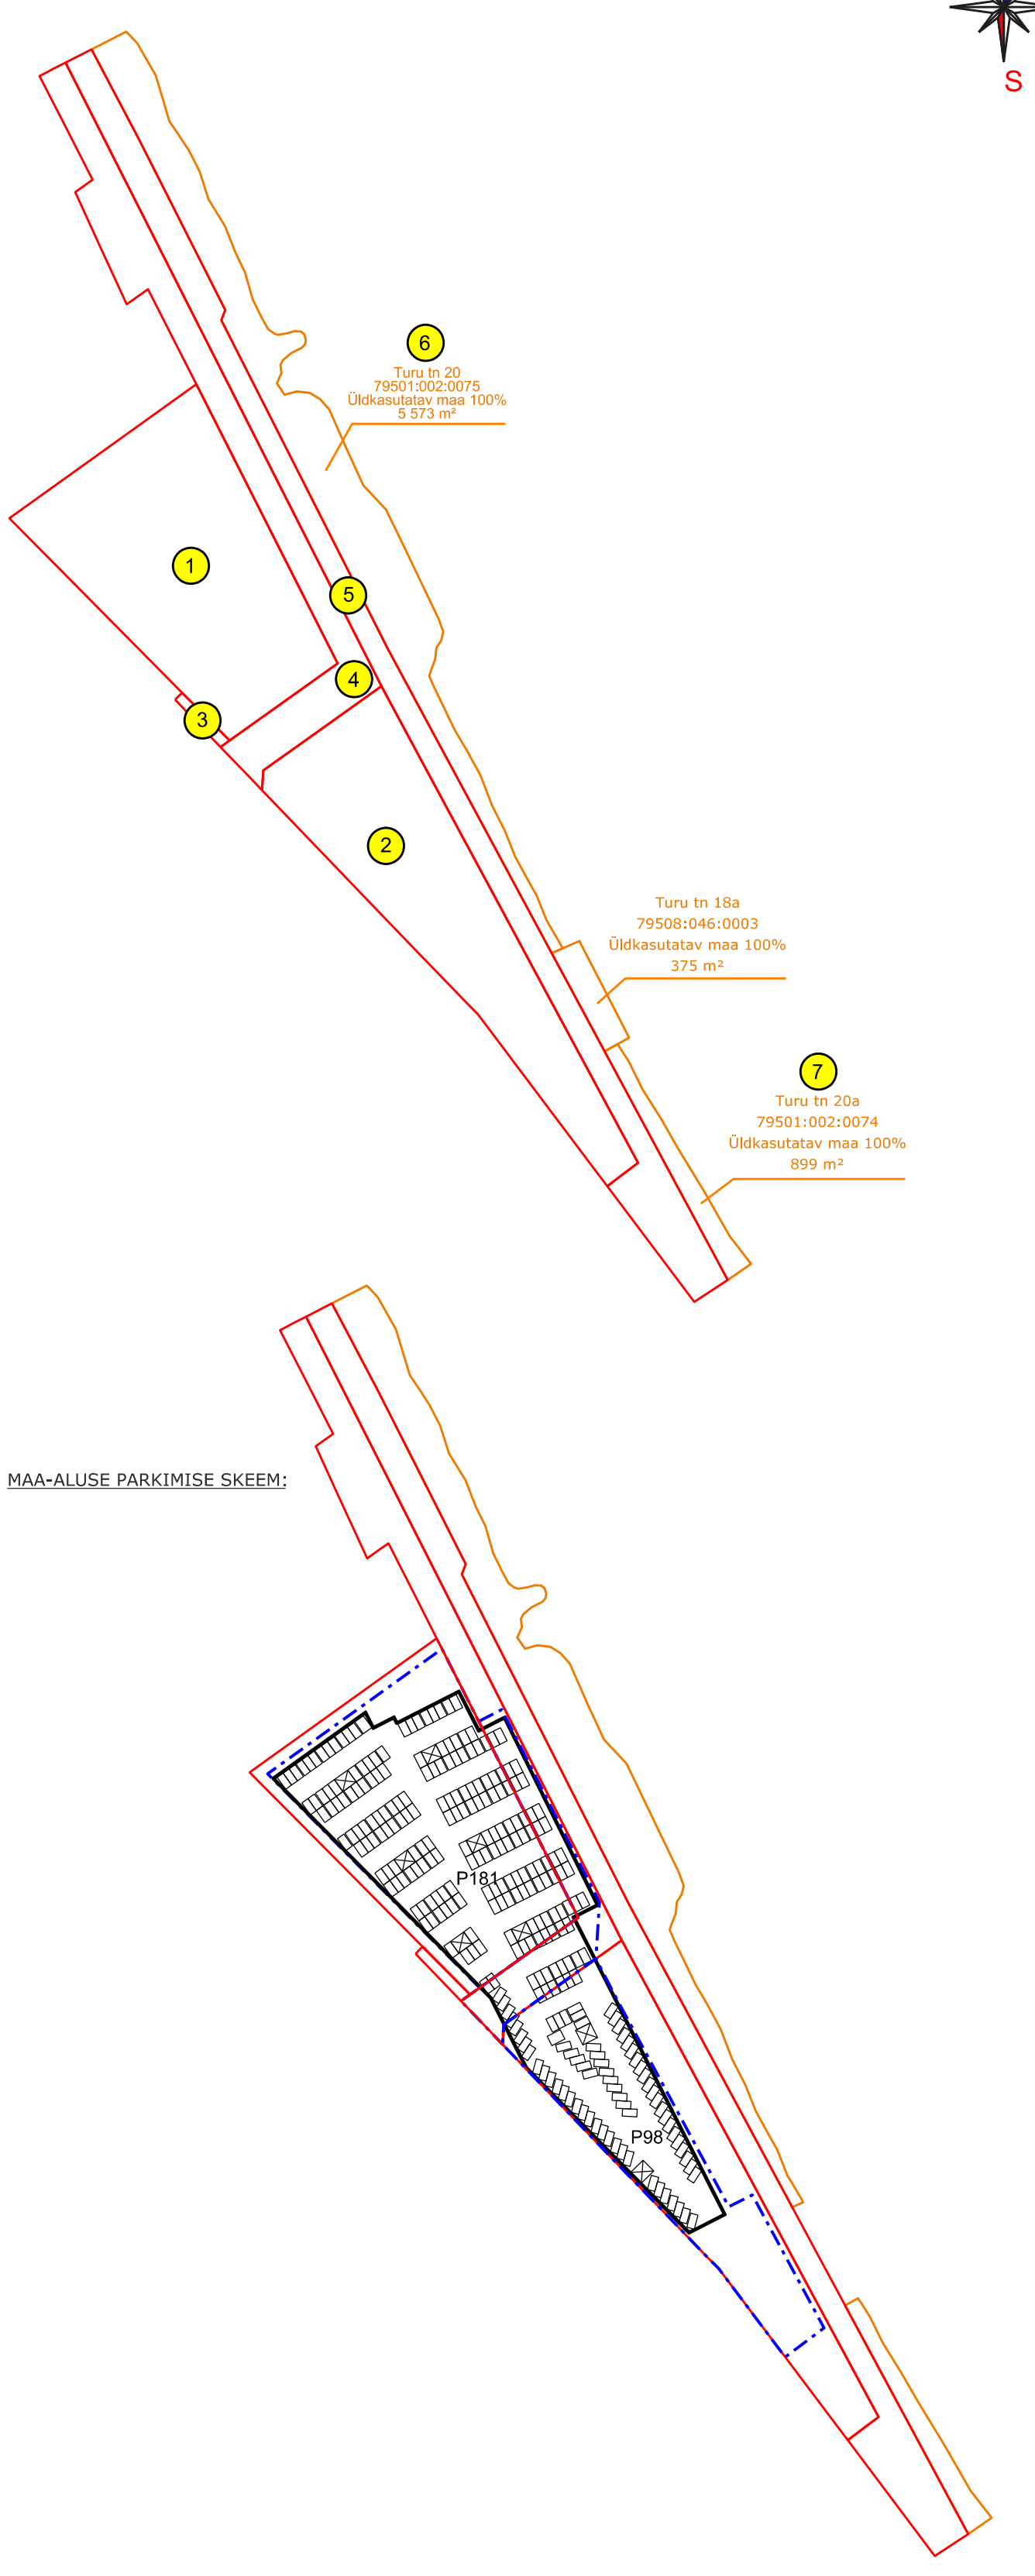 S
6
Turu tn 20
79501:002:0075
Üldkasutatav maa 100%
5 573 m²
1
5
4
3
2
Turu tn 18a
79508:046:0003
Üldkasutatav maa 100%
375 m²
7
Turu tn 20a
79501:002:0074
Üldkasutatav maa 100%
899 m²
MAA-ALUSE PARKIMISE SKEEM:
P181
P98